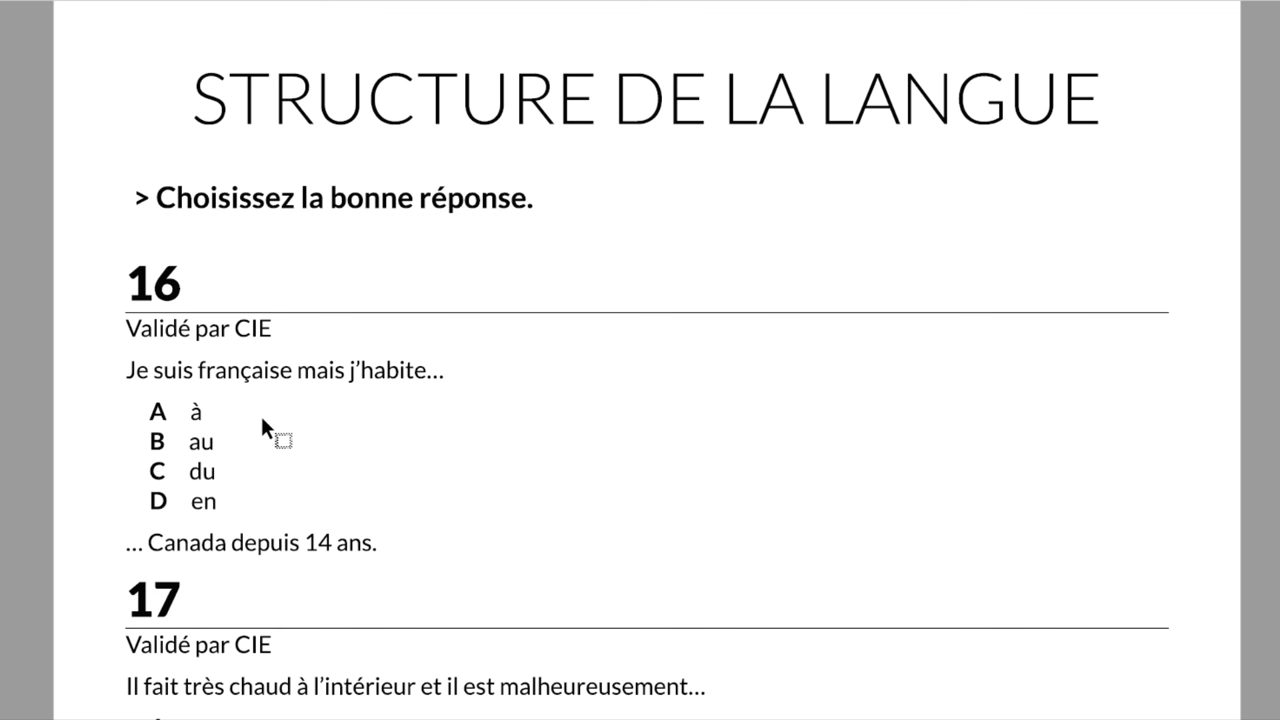 STRUCTURE DE LA LANGUE
> Choisissez la bonne réponse.
16
Validé par CIE
Je suis française mais j’habite…
A à
B au
C du
D en
… Canada depuis 14 ans.
17
Validé par CIE
Il fait très chaud à l’intérieur et il est malheureusement…